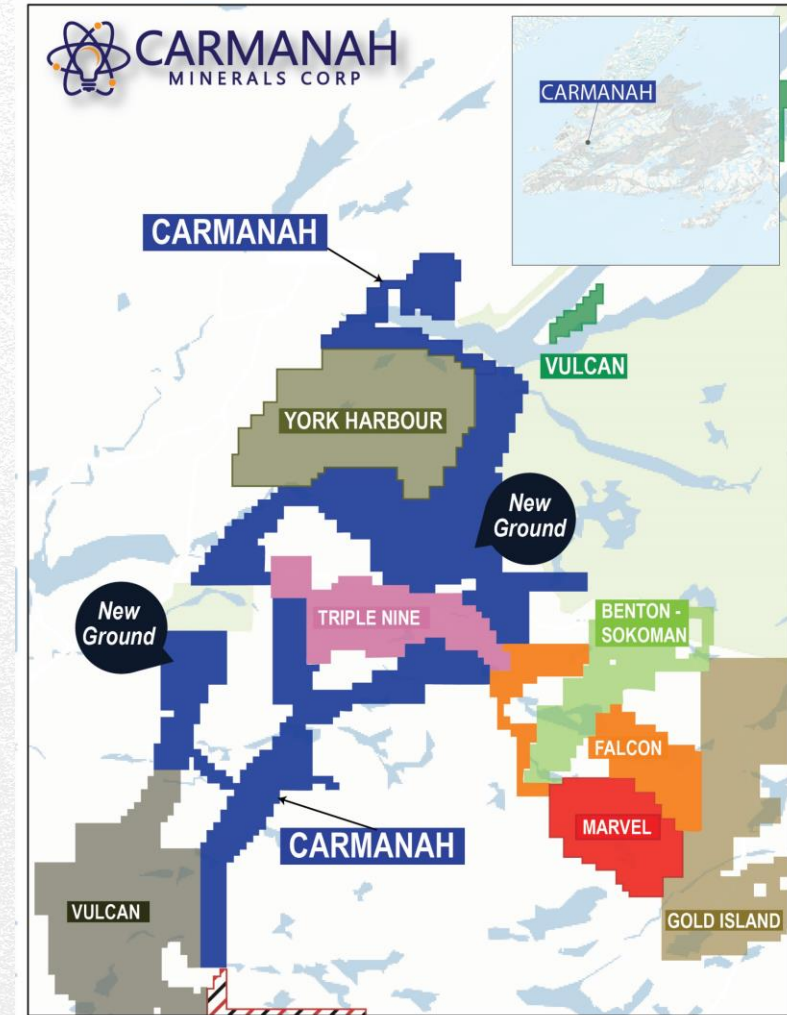 CARMANAH
MINERALS CORP
CARMANAH
CARMANAH
VULCAN
YORK HARBOUR
New
Ground
New
Ground
TRIPLE NINE
BENTON -
SOKOMAN
FALCON
MARVEL
CARMANAH
VULCAN
GOLD ISLAND